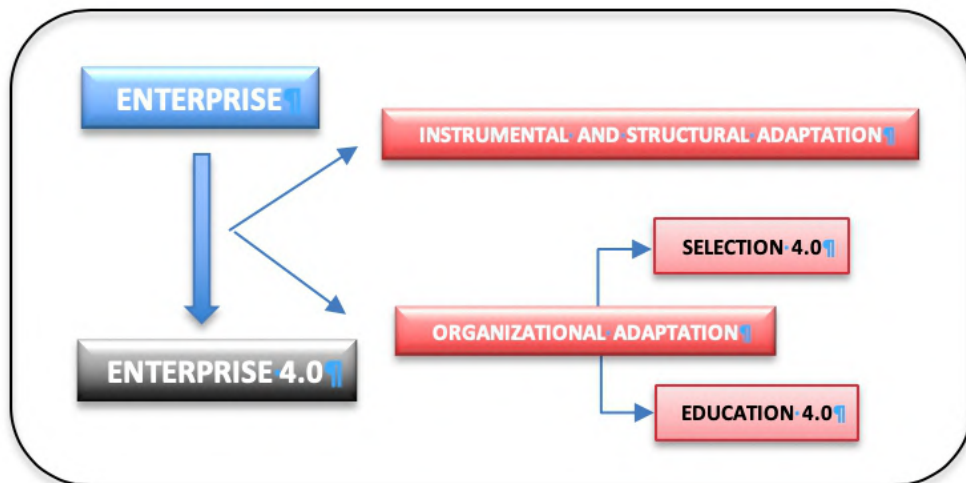 ENTERPRISE¶
INSTRUMENTAL· AND· STRUCTURAL· ADAPTATION¶
SELECTION· 4.0¶
ORGANIZATIONAL· ADAPTATION¶
ENTERPRISE· 4.0¶
EDUCATION· 4.0¶